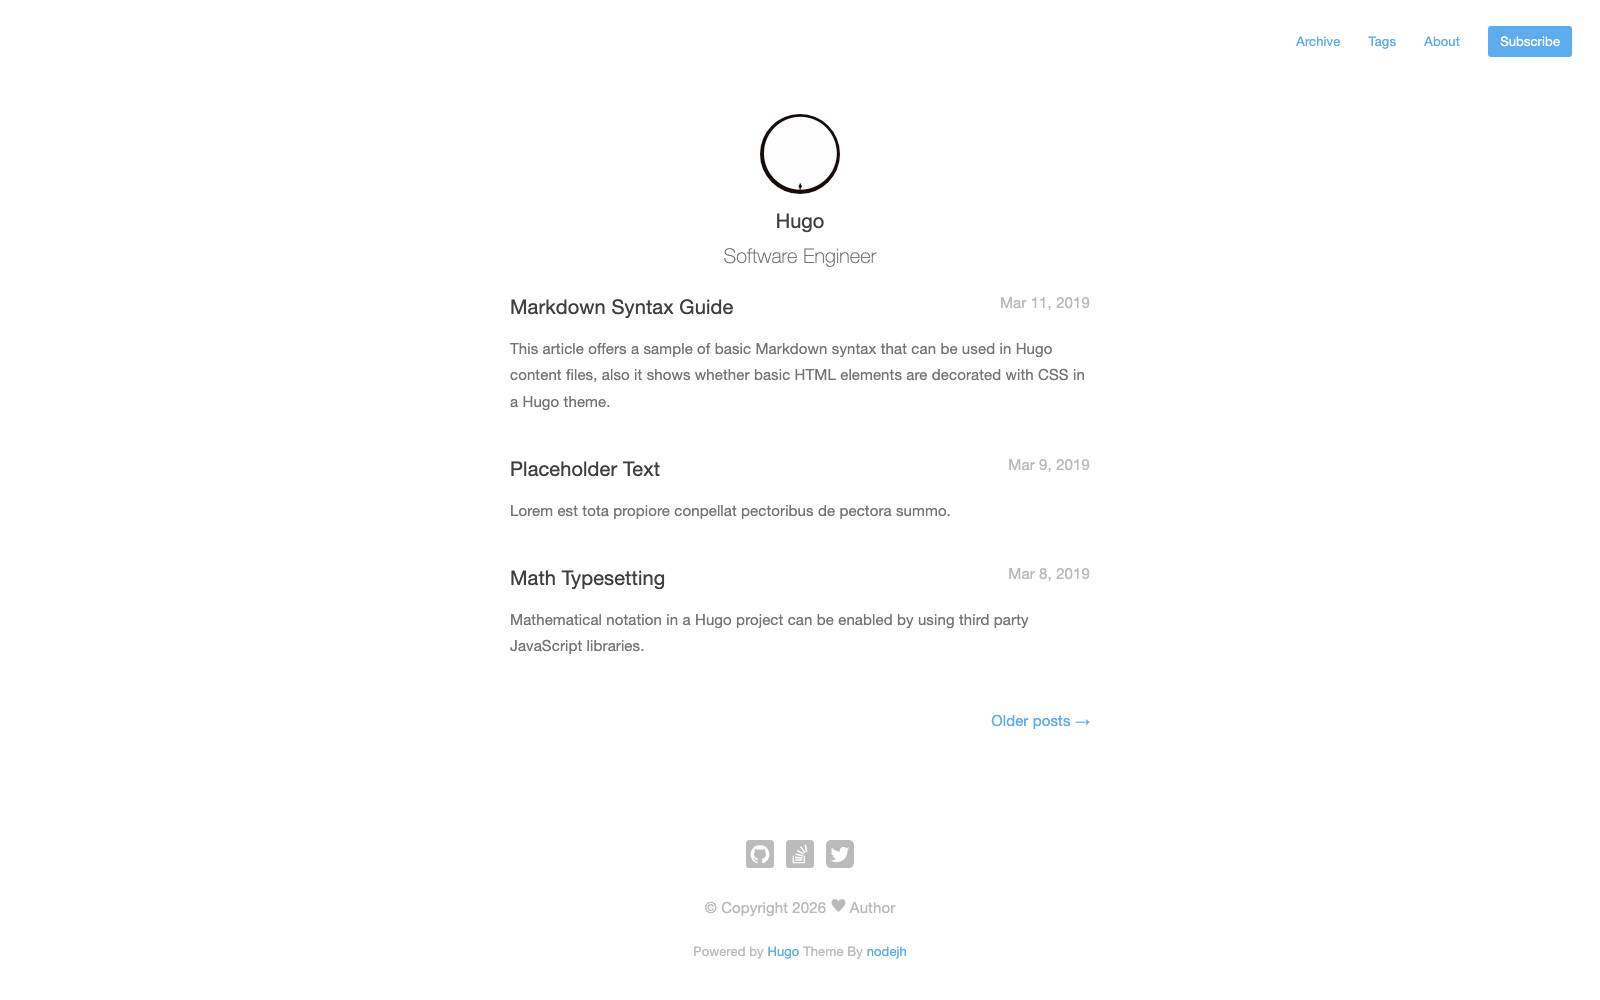 Archive Tags About Subscribe
Hugo
Software Engineer
Markdown Syntax Guide Mar 11, 2019
This article offers a sample of basic Markdown syntax that can be used in Hugo
content files, also it shows whether basic HTML elements are decorated with CSS in
a Hugo theme.
Placeholder Text Mar 9, 2019
Lorem est tota propiore conpellat pectoribus de pectora summo.
Math Typesetting Mar 8, 2019
Mathematical notation in a Hugo project can be enabled by using third party
JavaScript libraries.
Older posts →
© Copyright 2026 ♥ Author
Powered by Hugo Theme By nodejh